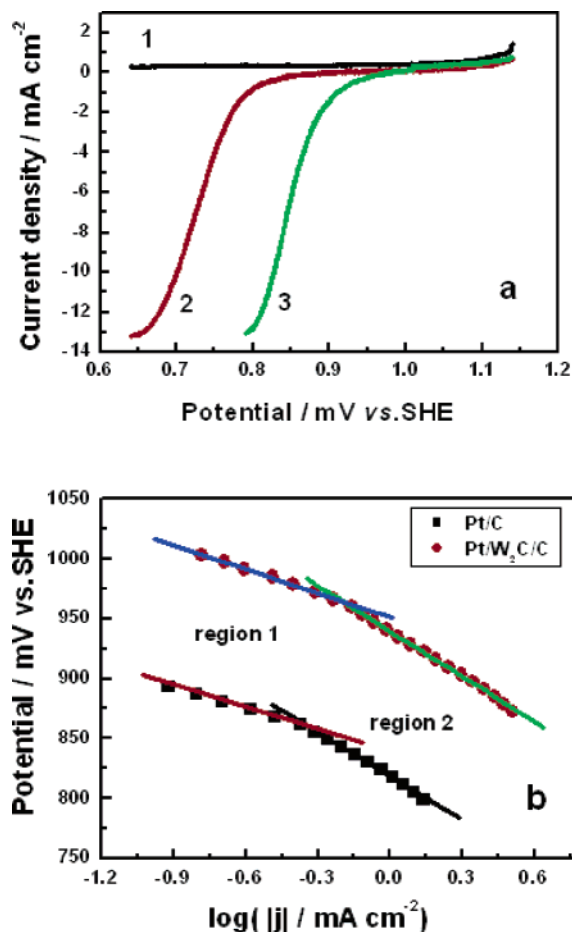 -2
0
-2
-4
-6
-8
-10
-12
-14
Current density / mA cm-2
1
2
3
a
0.6 0.7 0.8 0.9 1.0 1.1 1.2
Potential / mV vs.SHE
1050
1000
950
900
850
800
750
Potential / mV vs.SHE
Pt/C
Pt/W2C/C
region 1
region 2
b
-1.2 -0.9 -0.6 -0.3 0.0 0.3 0.6
log( |j| / mA cm-2)